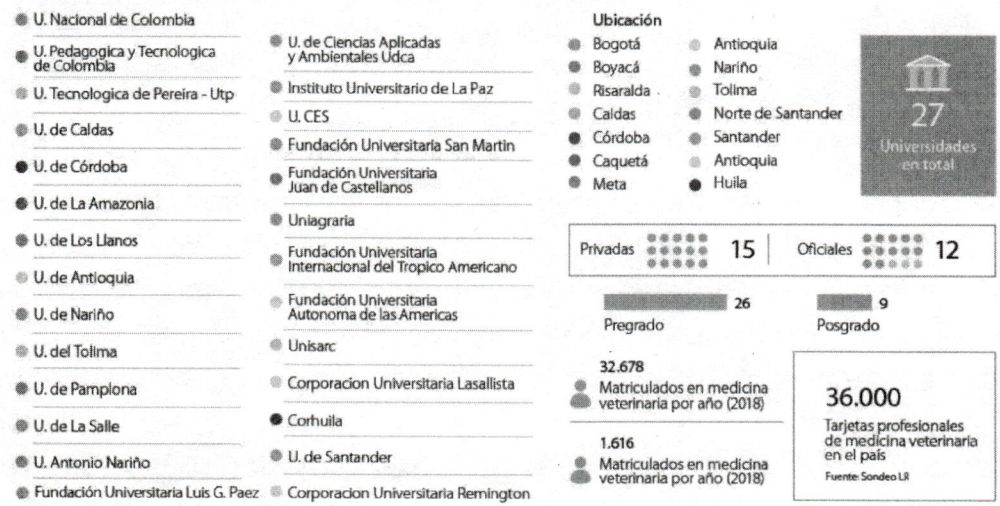 U. Nacional de Colombia
U. Pedagogica y Tecnologica
de Colombia
U. Tecnologica de Pereira - Utp
U. de Caldas
U. de Córdoba
U. de La Amazonia
U. de Los Llanos
U. de Antioquia
U. de Nariño
U. del Tolima
U. de Pamplona
U. de La Salle
U. Antonio Nariño
Fundación Universitaria Luis G. Paez
U. de Ciencias Aplicadas
y Ambientales Udca
Instituto Universitario de La Paz
U. CES
Fundación Universitaria San Martin
Fundación Universitaria
Juan de Castellanos
Uniagraria
Fundación Universitaria
Internacional del Tropico Americano
Fundación Universitaria
Autonoma de las Americas
Unisarc
Corporacion Universitaria Lasallista
Corhuila
U. de Santander
Corporacion Universitaria Remington
Ubicación
Bogotá
Boyacá
Risaralda
Caldas
Córdoba
Caquetá
Meta
Antioquia
Nariño
Tolima
Norte de Santander
Santander
Antioquia
Huila
27
Universidades
en total
Privadas 15
Oficiales 12
26
Pregrado
9
Posgrado
32.678
Matriculados en medicina
veterinaria por año (2018)
1.616
Matriculados en medicina
veterinaria por año (2018)
36.000
Tarjetas profesionales
de medicina veterinaria
en el país
Fuente: Sondeo LR